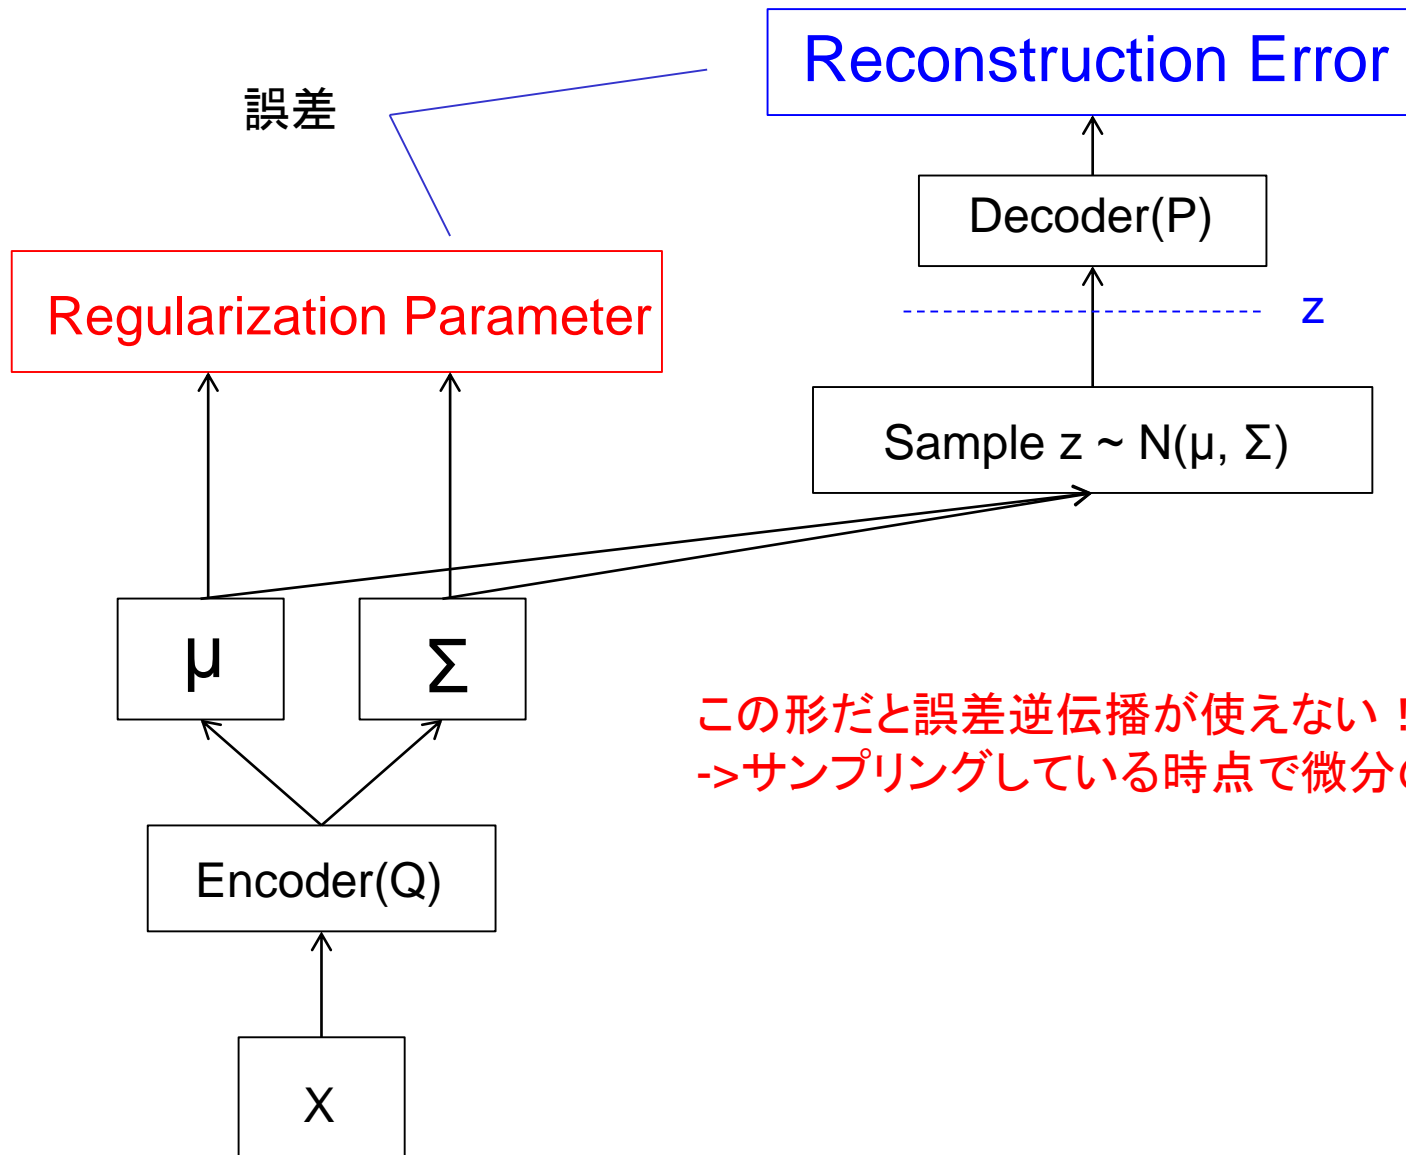 Reconstruction Error
誤差
Decoder(P)
Regularization Parameter
z
Sample z ~ N(μ, Σ)
μ
Σ
この形だと誤差逆伝播が使えない！
->サンプリングしている時点で微分
Encoder(Q)
X